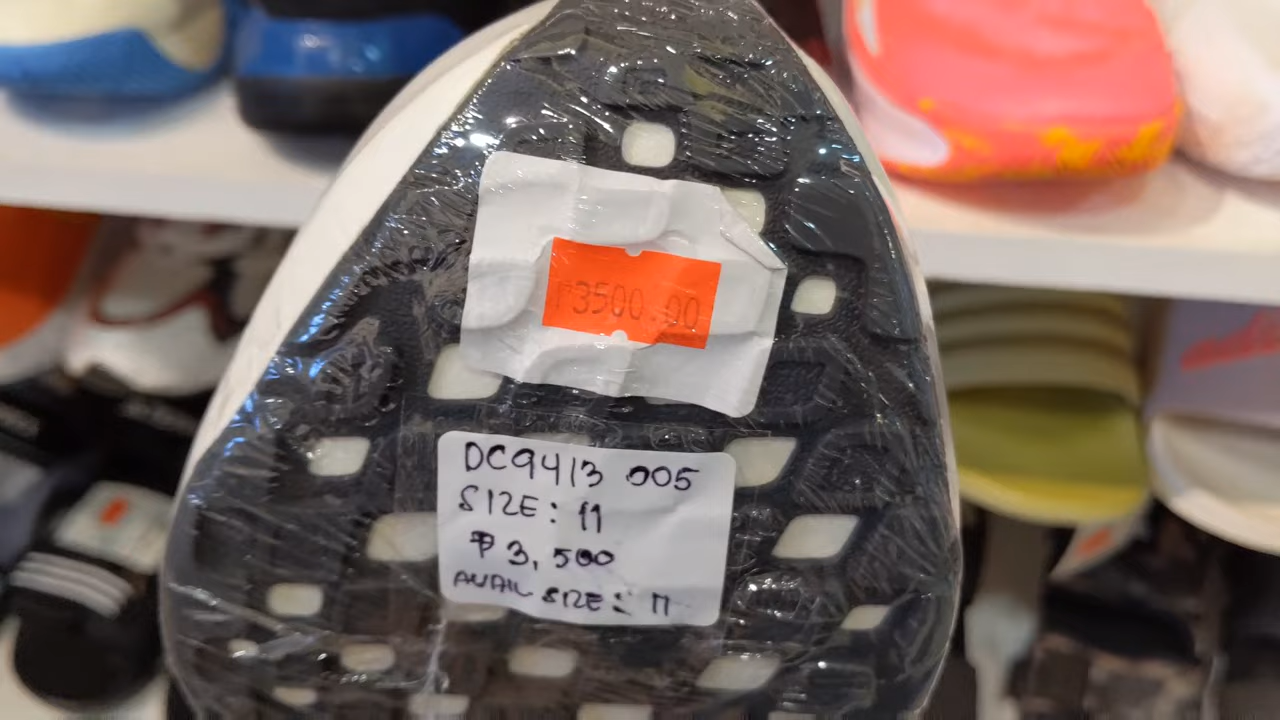 ₱3500.00
DC9413 005
SIZE: 11
₱3,500
AVAIL SIZE: 11